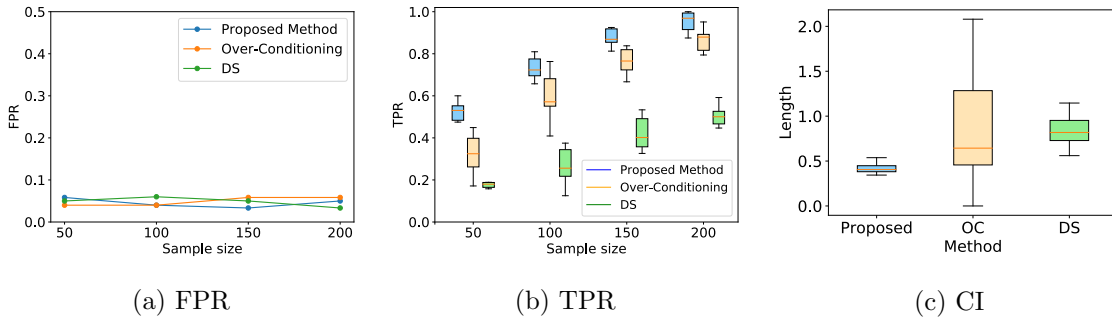 0.5
0.4
0.3
0.2
0.1
0.0
FPR
50
100
150
200
Sample size
Proposed Method
Over-Conditioning
DS
1.0
0.8
0.6
0.4
0.2
0.0
TPR
50
100
150
200
Sample size
Proposed Method
Over-Conditioning
DS
2.0
1.5
1.0
0.5
0.0
Length
Proposed
OC
DS
Method
(a) FPR
(b) TPR
(c) CI